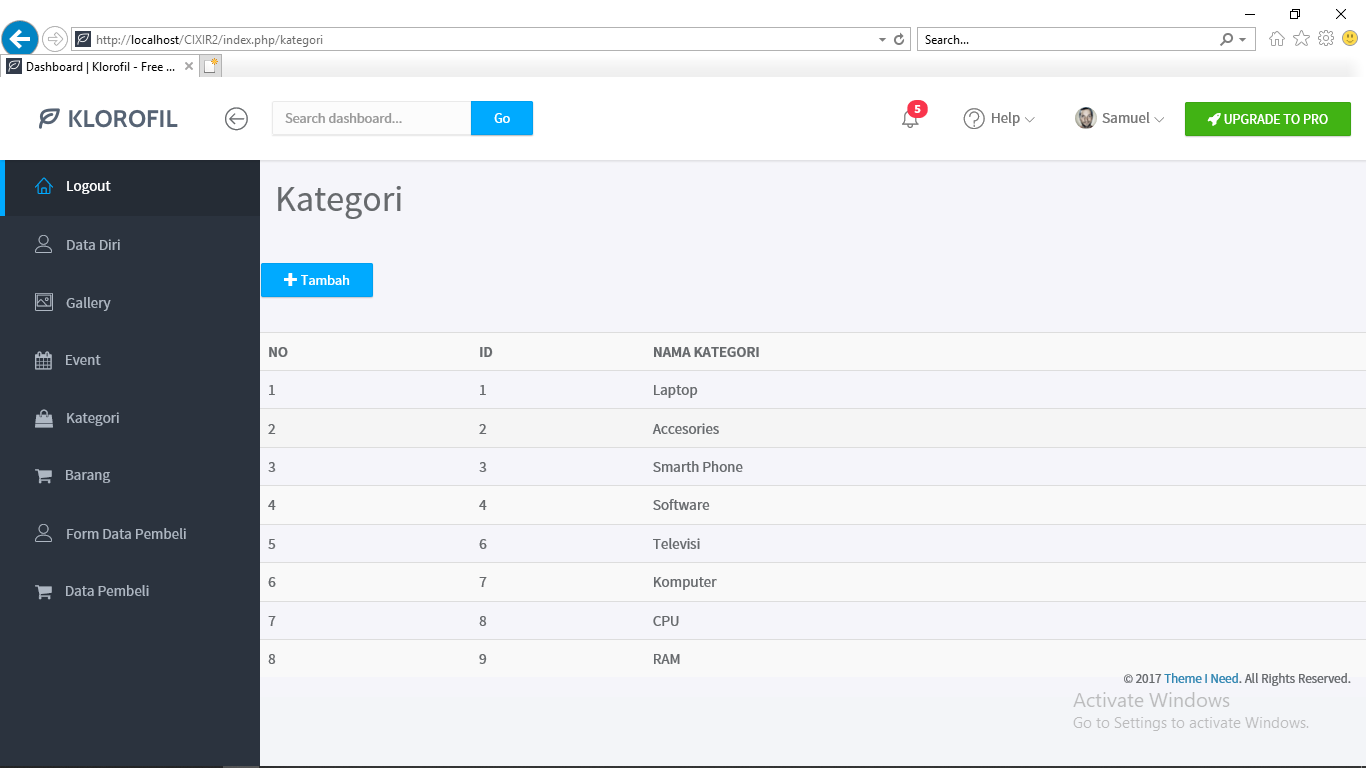 http://localhost/CIXIR2/index.php/kategori
Search...
Dashboard | Klorofil - Free ...
KLOROFIL
Search dashboard...
Go
5
Help
Samuel
UPGRADE TO PRO
Logout
Data Diri
Gallery
Event
Kategori
Barang
Form Data Pembeli
Data Pembeli
Kategori
Tambah
NO ID NAMA KATEGORI
1 1 Laptop
2 2 Accesories
3 3 Smarth Phone
4 4 Software
5 6 Televisi
6 7 Komputer
7 8 CPU
8 9 RAM
© 2017 Theme I Need. All Rights Reserved.
Activate Windows
Go to Settings to activate Windows.